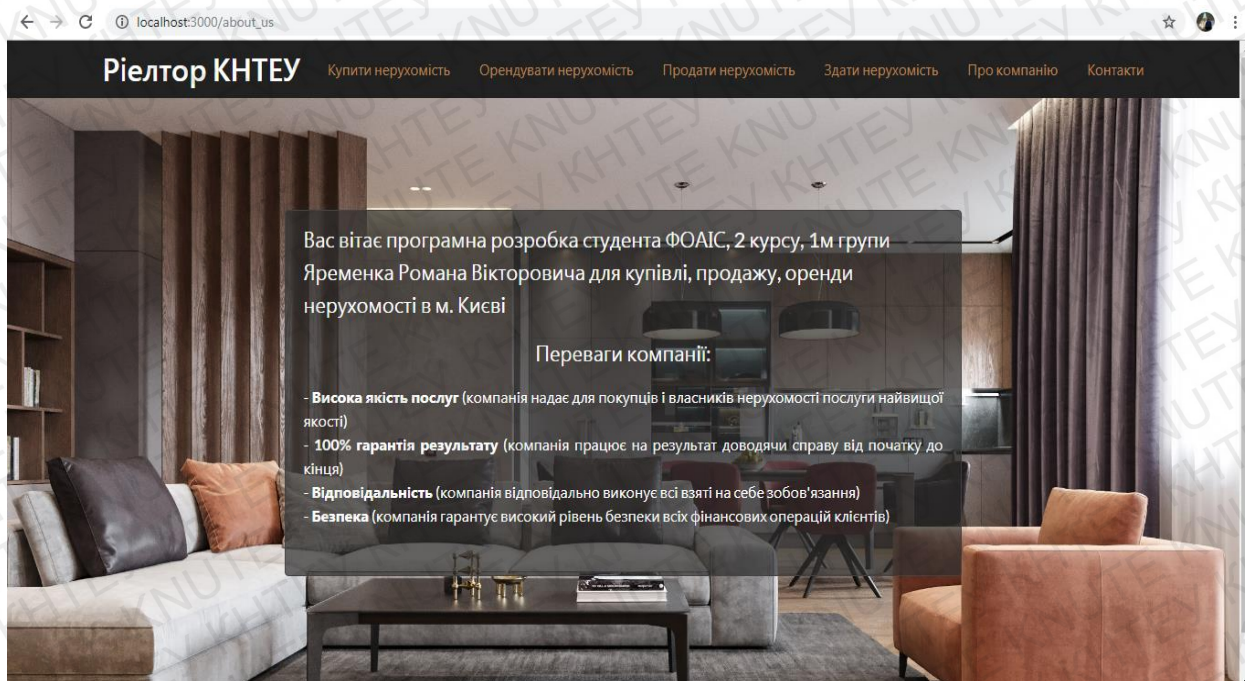 localhost:3000/about_us
Ріелтор КНТЕУ Купити нерухомість Орендувати нерухомість Продати нерухомість Здати нерухомість Про компанію Контакти
Вас вітає програмна розробка студента ФОАІС, 2 курсу, 1м групи
Яременка Романа Вікторовича для купівлі, продажу, оренди
нерухомості в м. Києві
Переваги компанії:
- Висока якість послуг (компанія надає для покупців і власників нерухомості послуги найвищої
якості)
- 100% гарантія результату (компанія працює на результат доводячи справу від початку до
кінця)
- Відповідальність (компанія відповідально виконує всі взяті на себе зобов'язання)
- Безпека (компанія гарантує високий рівень безпеки всіх фінансових операцій клієнтів)